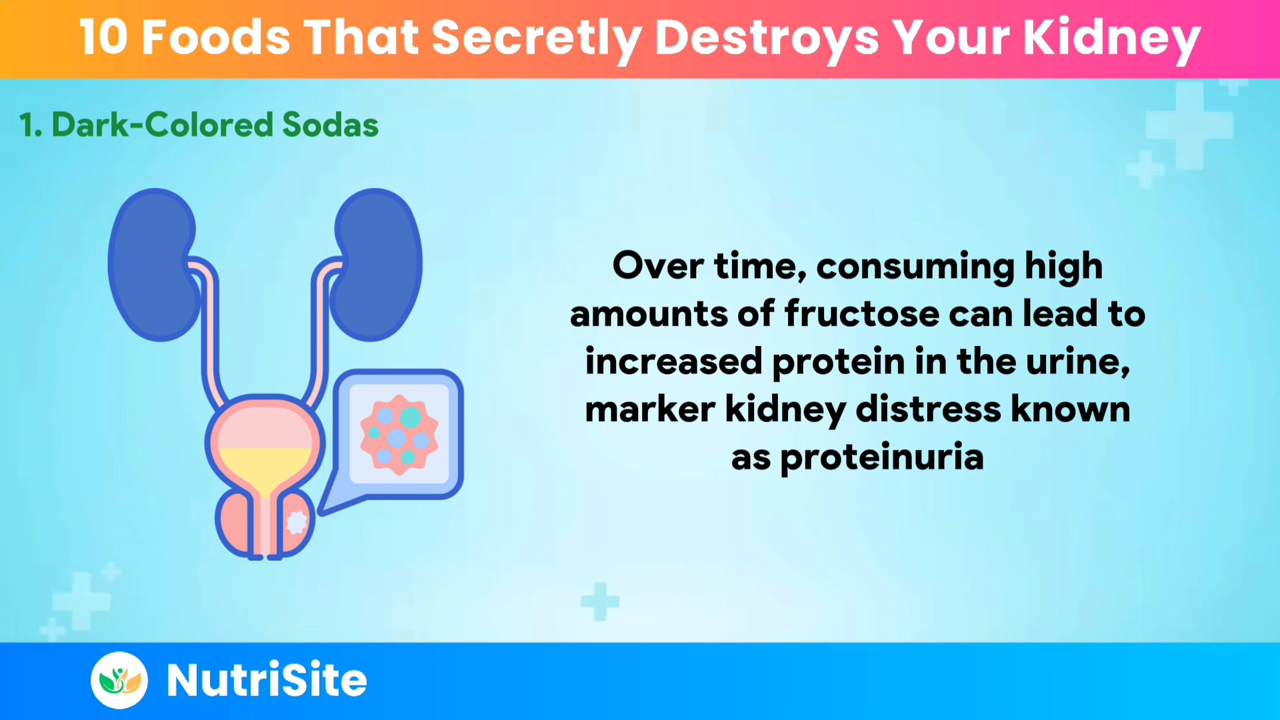 10 Foods That Secretly Destroys Your Kidney
1. Dark-Colored Sodas
Over time, consuming high
amounts of fructose can lead to
increased protein in the urine,
marker kidney distress known
as proteinuria
NutriSite